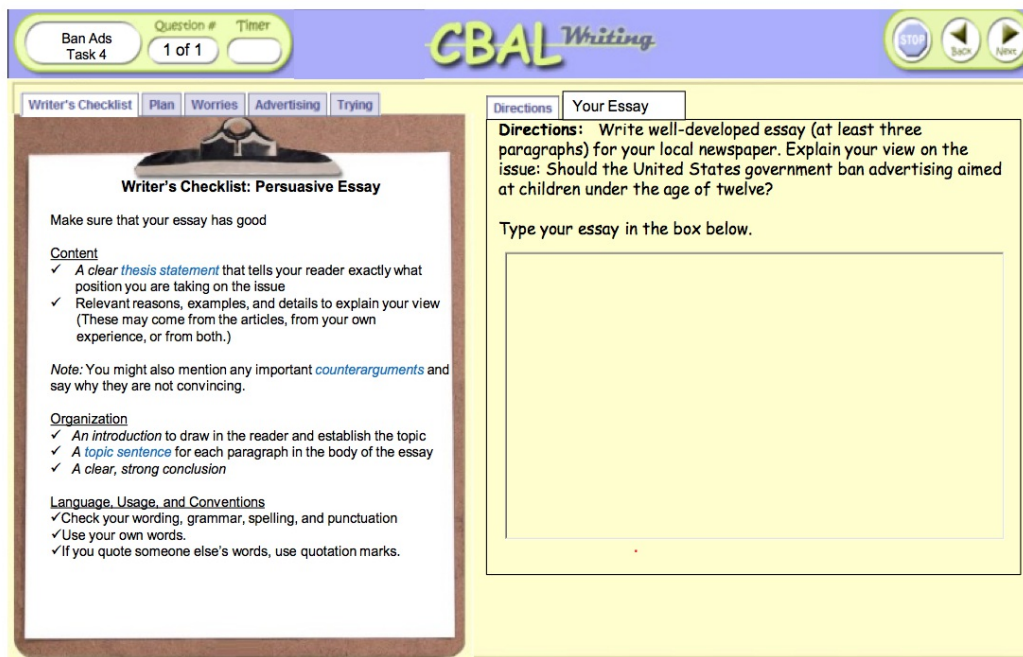 Ban Ads
Task 4
Question #
Timer
1 of 1
CBAL Writing
STOP
Back
Next
Writer's Checklist
Plan
Worries
Advertising
Trying
Writer's Checklist: Persuasive Essay
Make sure that your essay has good
Content
✓ A clear thesis statement that tells your reader exactly what
position you are taking on the issue
✓ Relevant reasons, examples, and details to explain your view
(These may come from the articles, from your own
experience, or from both.)
Note: You might also mention any important counterarguments and
say why they are not convincing.
Organization
✓ An introduction to draw in the reader and establish the topic
✓ A topic sentence for each paragraph in the body of the essay
✓ A clear, strong conclusion
Language, Usage, and Conventions
✓Check your wording, grammar, spelling, and punctuation
✓Use your own words.
✓If you quote someone else's words, use quotation marks.
Directions
Your Essay
Directions: Write well-developed essay (at least three
paragraphs) for your local newspaper. Explain your view on the
issue: Should the United States government ban advertising aimed
at children under the age of twelve?
Type your essay in the box below.